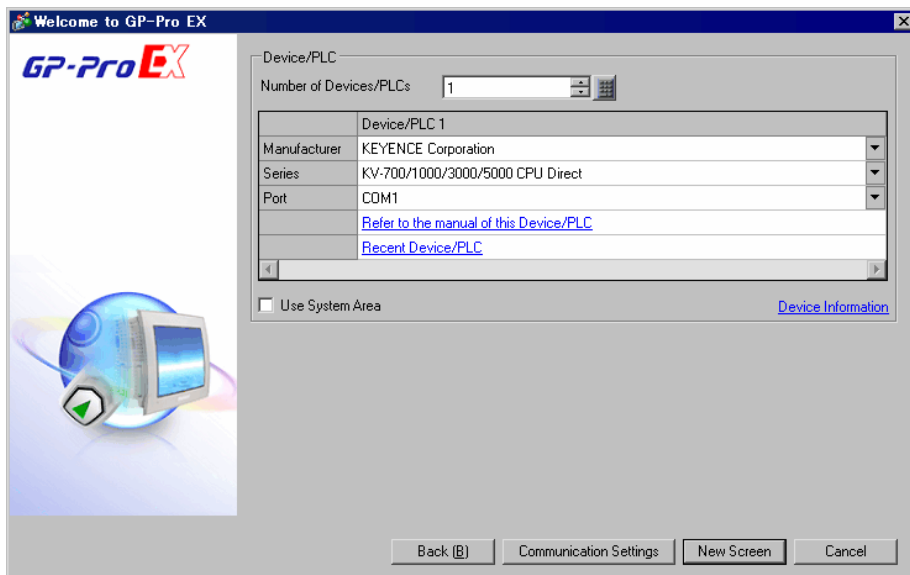 Welcome to GP-Pro EX
GP-Pro EX
Device/PLC
Number of Devices/PLCs 1
Device/PLC 1
Manufacturer KEYENCE Corporation
Series KV-700/1000/3000/5000 CPU Direct
Port COM1
Refer to the manual of this Device/PLC
Recent Device/PLC
Use System Area Device Information
Back (B) Communication Settings New Screen Cancel